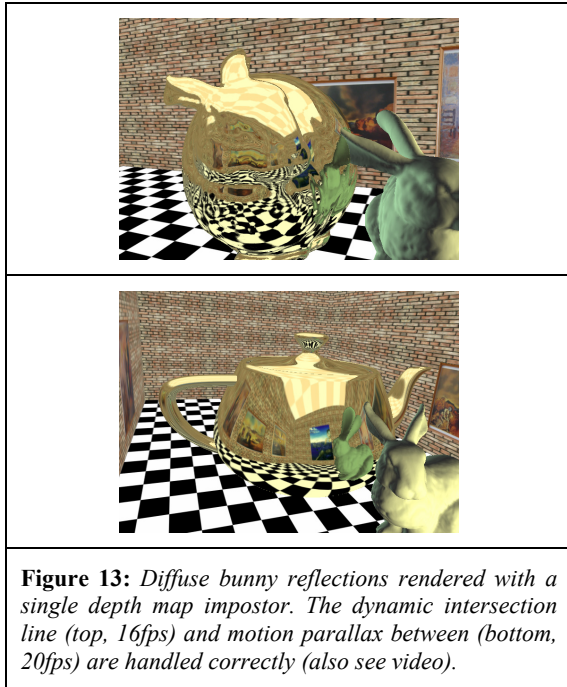 Figure 13: Diffuse bunny reflections rendered with a
single depth map impostor. The dynamic intersection
line (top, 16fps) and motion parallax between (bottom,
20fps) are handled correctly (also see video).